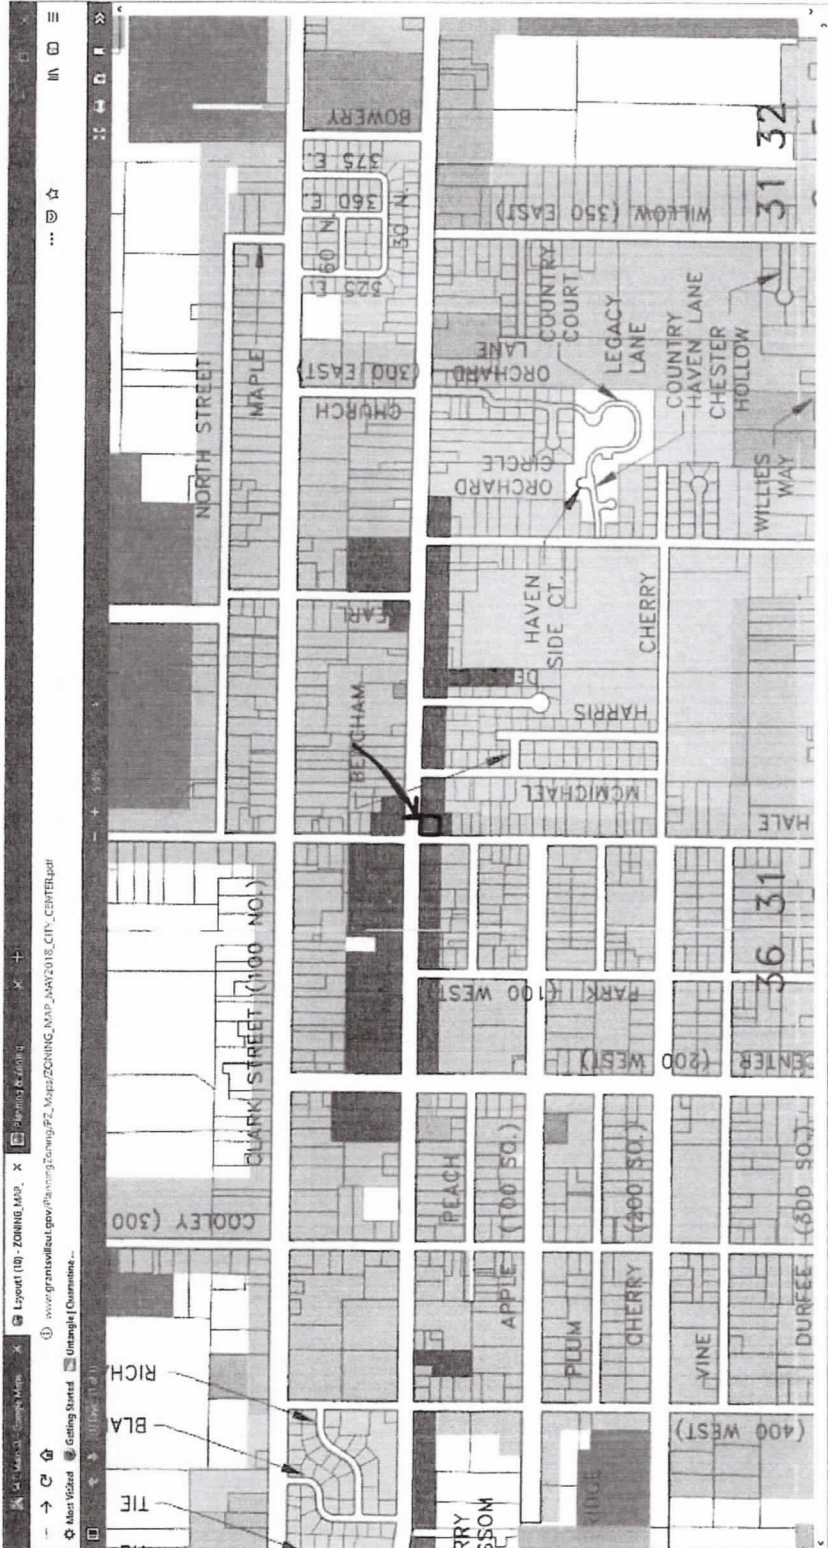 Layout1 (10) - ZONING_MAP_
Planning & Zoning
www.grantsvilleut.gov/PlanningZoning/PZ_Maps/ZONING_MAP_MAY2018_CITY_CENTER.pdf
Most Visited
Getting Started
Untangle | Quarantine...
TIE
BLA
RICHA
COOLEY (300
CLARK STREET (100 NO.)
NORTH STREET
MAPLE
BOWERY
375 E.
360 E.
325 E.
60 N.
30 N.
(300 EAST)
CHURCH
EARL
BEACHAM
WILLOW (350 EAST)
ORCHARD
LANE
COUNTRY
COURT
LEGACY
LANE
COUNTRY
HAVEN LANE
CHESTER
HOLLOW
ORCHARD
CIRCLE
WILLIES
WAY
HAVEN
SIDE CT.
CHERRY
DE
HARRIS
MCMICHAEL
HALE
31 32
36 31
PARK (100 WEST)
CENTER (200 WEST)
PEACH
(100 SO.)
(200 SO.)
(300 SO.)
APPLE
PLUM
CHERRY
VINE
DURFEE
(400 WEST)
RRY
SSOM
RIDGE